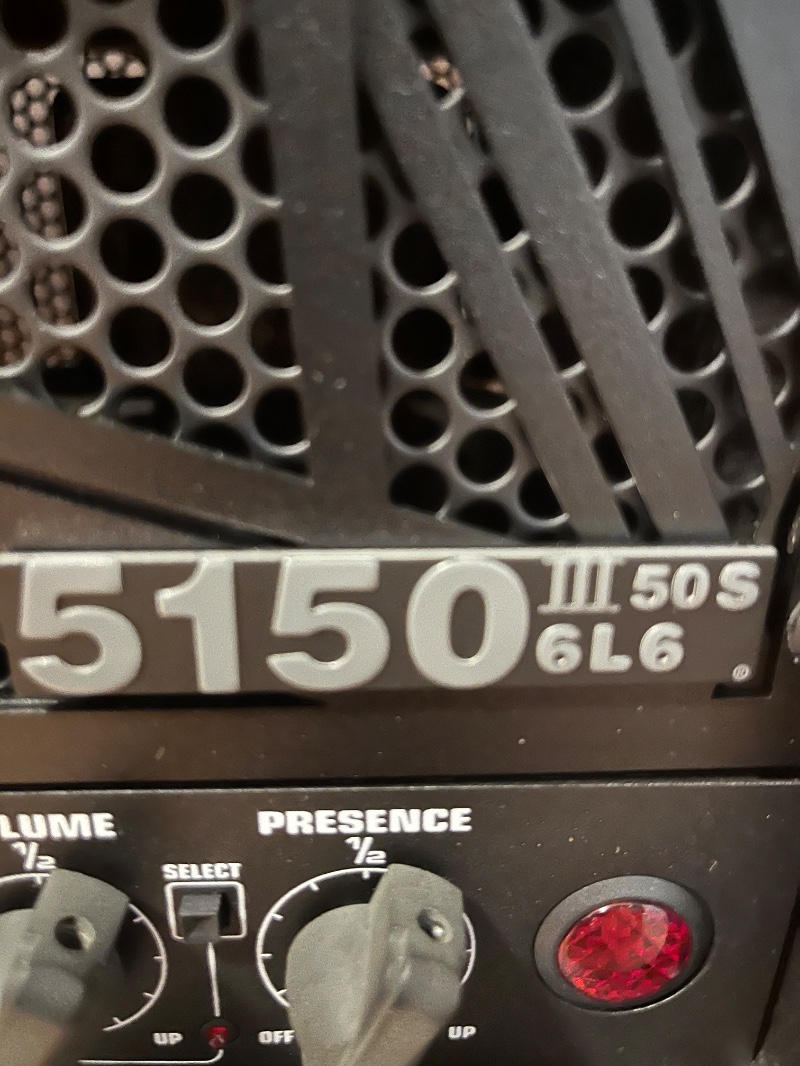 5150 III 50S
6L6 ®
LUME PRESENCE
1/2 SELECT 1/2
UP OFF UP